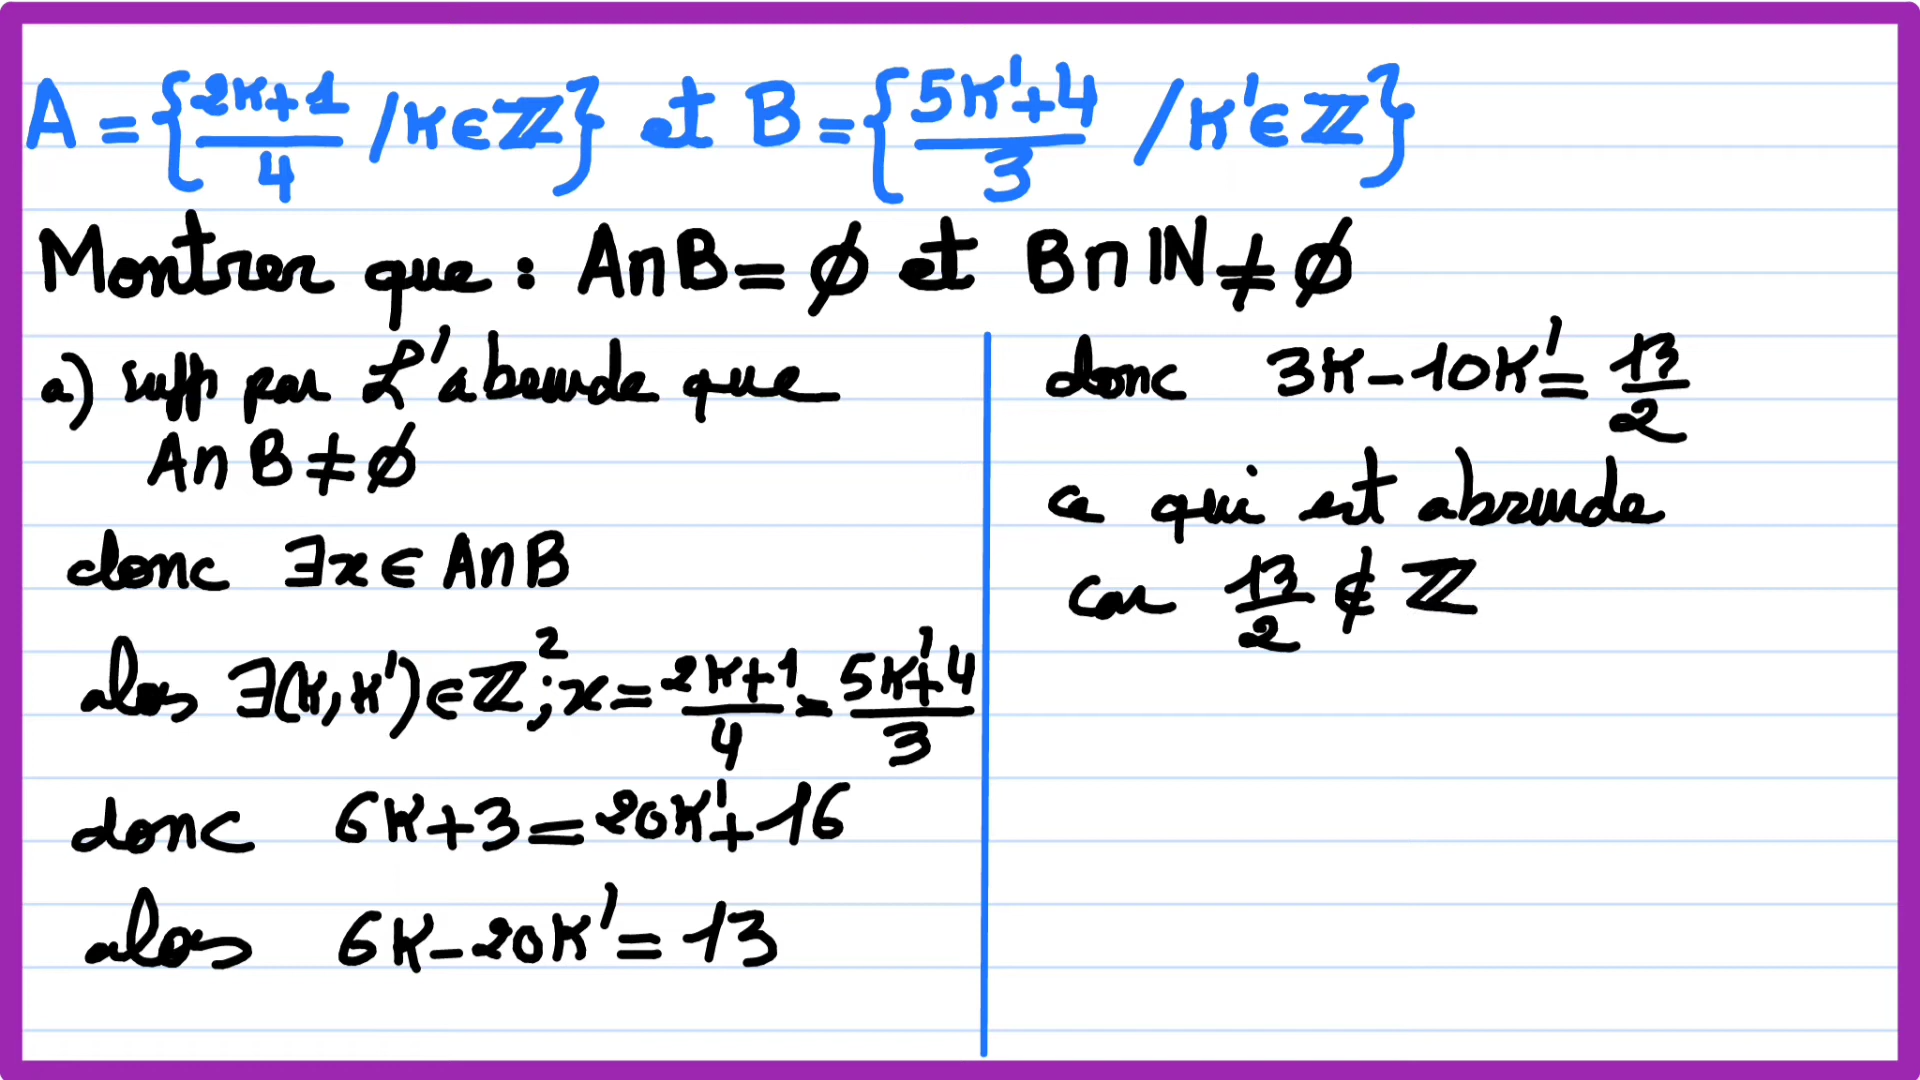 A = {(2k+1)/4 / k ∈ ℤ} et B = {(5k'+4)/3 / k' ∈ ℤ}
Montrer que : A∩B = ∅ et B∩ℕ ≠ ∅
a) supp par L'absurde que
A∩B ≠ ∅
donc ∃x ∈ A∩B
alors ∃(k,k') ∈ ℤ²; x = (2k+1)/4 = (5k'+4)/3
donc 6k+3 = 20k'+16
alors 6k-20k' = 13
donc 3k-10k' = 13/2
ce qui est absurde
car 13/2 ∉ ℤ